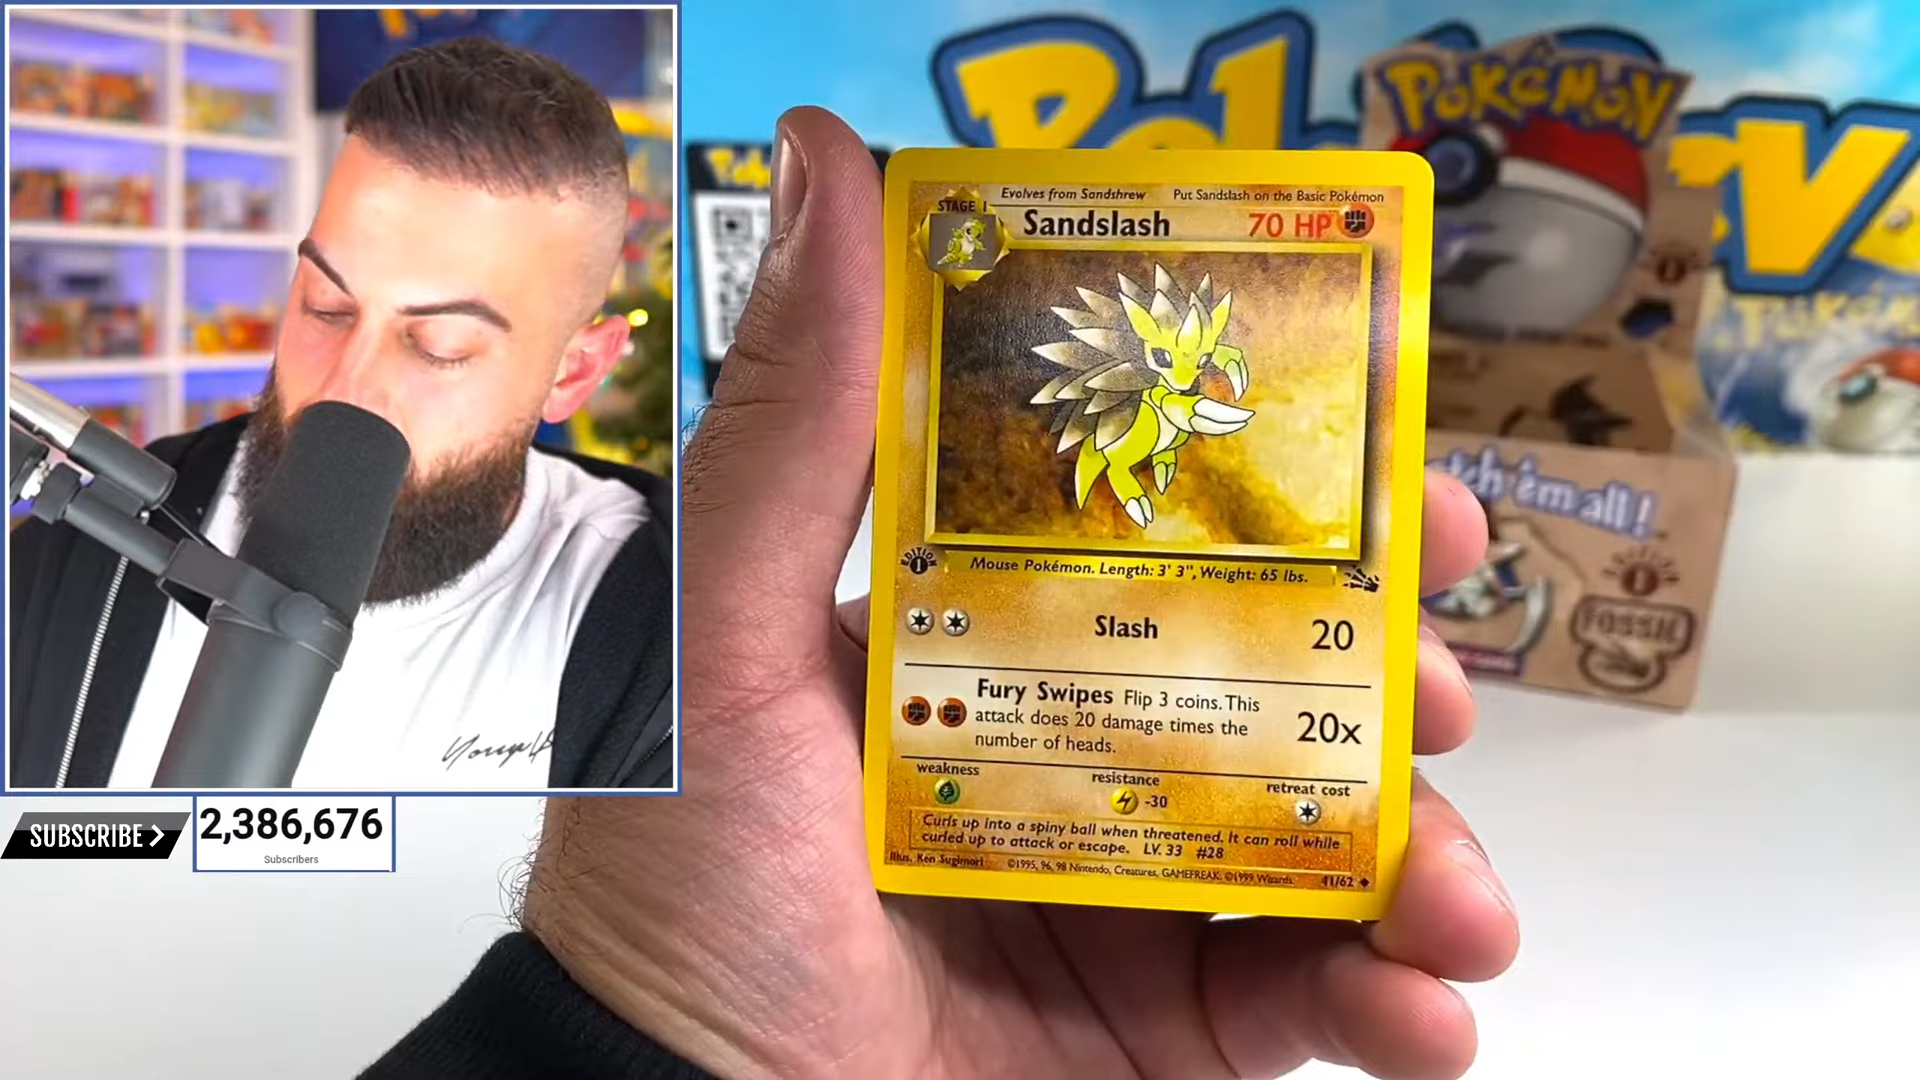 POKÉMON
Evolves from Sandshrew Put Sandslash on the Basic Pokémon
STAGE 1
Sandslash 70 HP
EDITION
1
Mouse Pokémon. Length: 3' 3", Weight: 65 lbs.
Slash 20
Fury Swipes Flip 3 coins. This
attack does 20 damage times the
number of heads.
20x
weakness resistance retreat cost
-30
Curls up into a spiny ball when threatened. It can roll while
curled up to attack or escape. LV. 33 #28
Illus. Ken Sugimori ©1995, 96, 98 Nintendo, Creatures, GAMEFREAK. ©1999 Wizards. 41/62
'em all!
1
FOSSIL
SUBSCRIBE
2,386,676
Subscribers